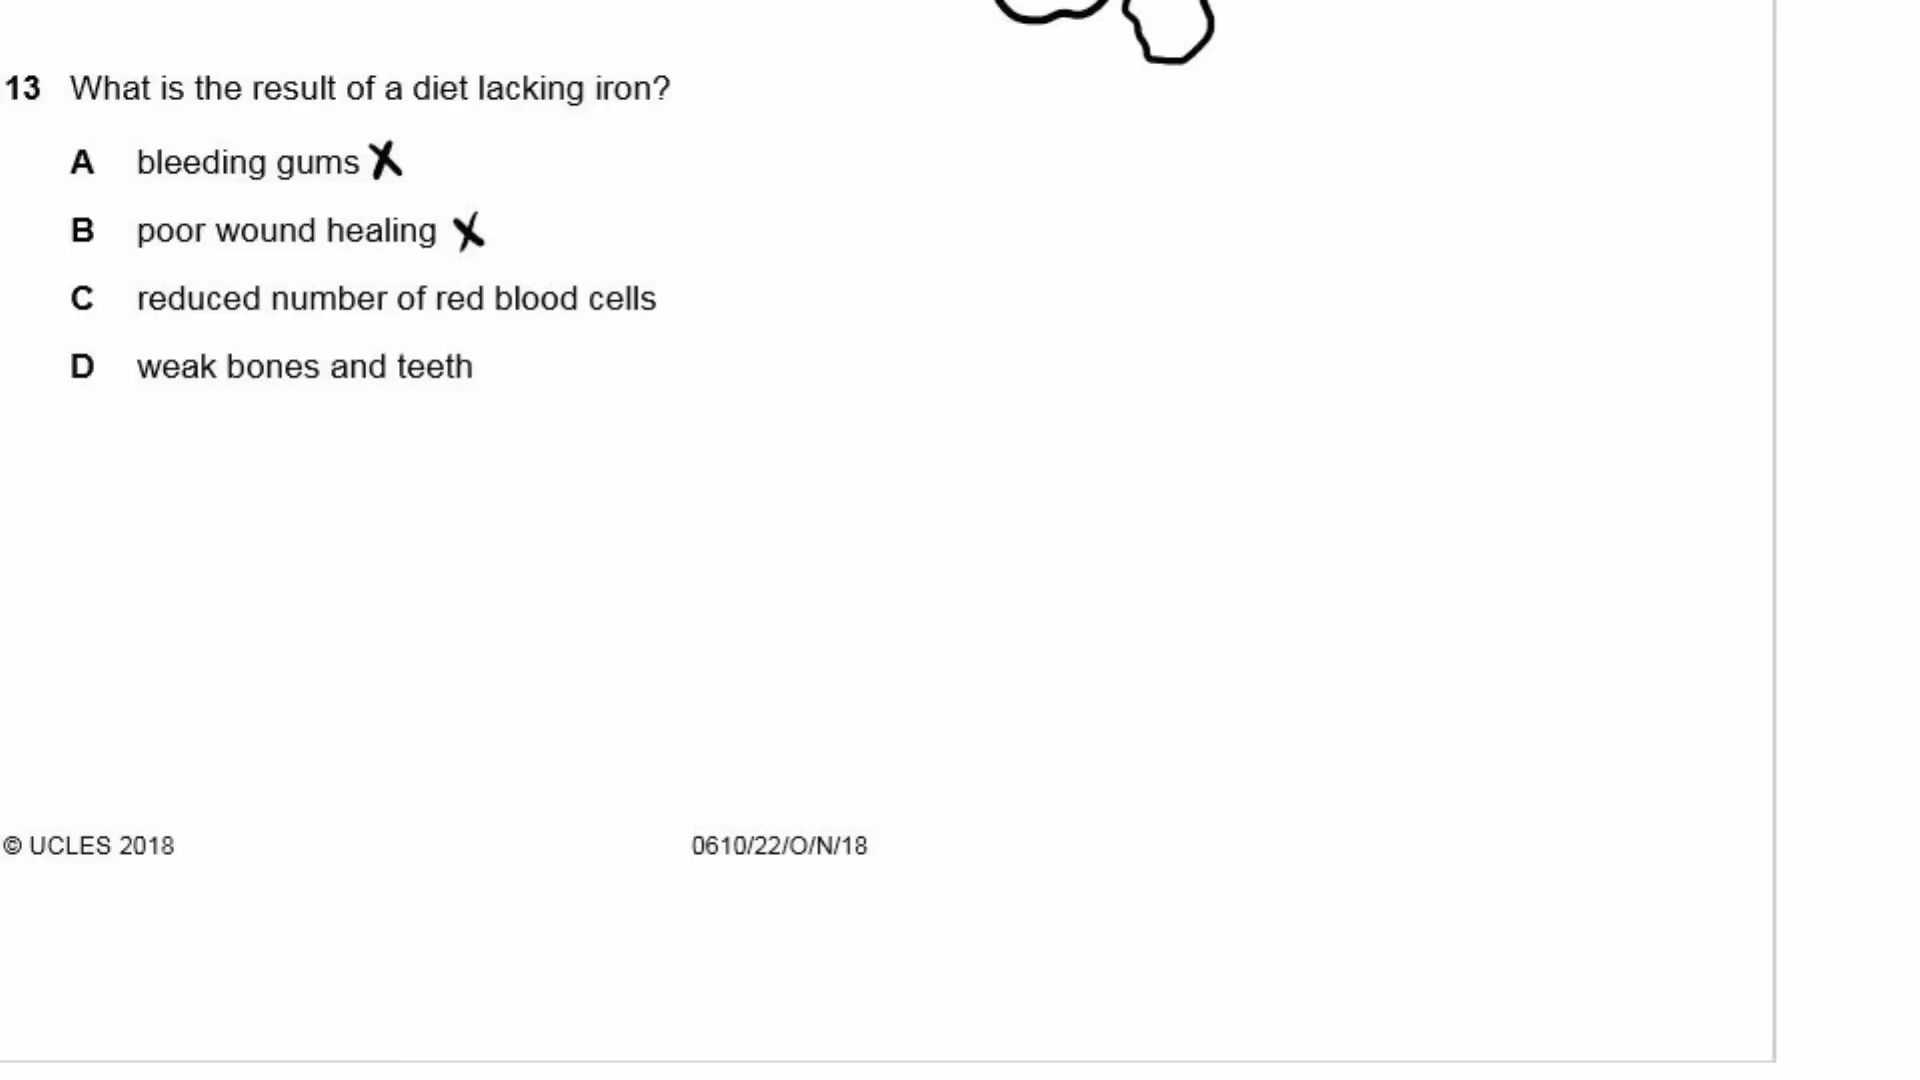 13 What is the result of a diet lacking iron?
A bleeding gums X
B poor wound healing X
C reduced number of red blood cells
D weak bones and teeth
© UCLES 2018 0610/22/O/N/18